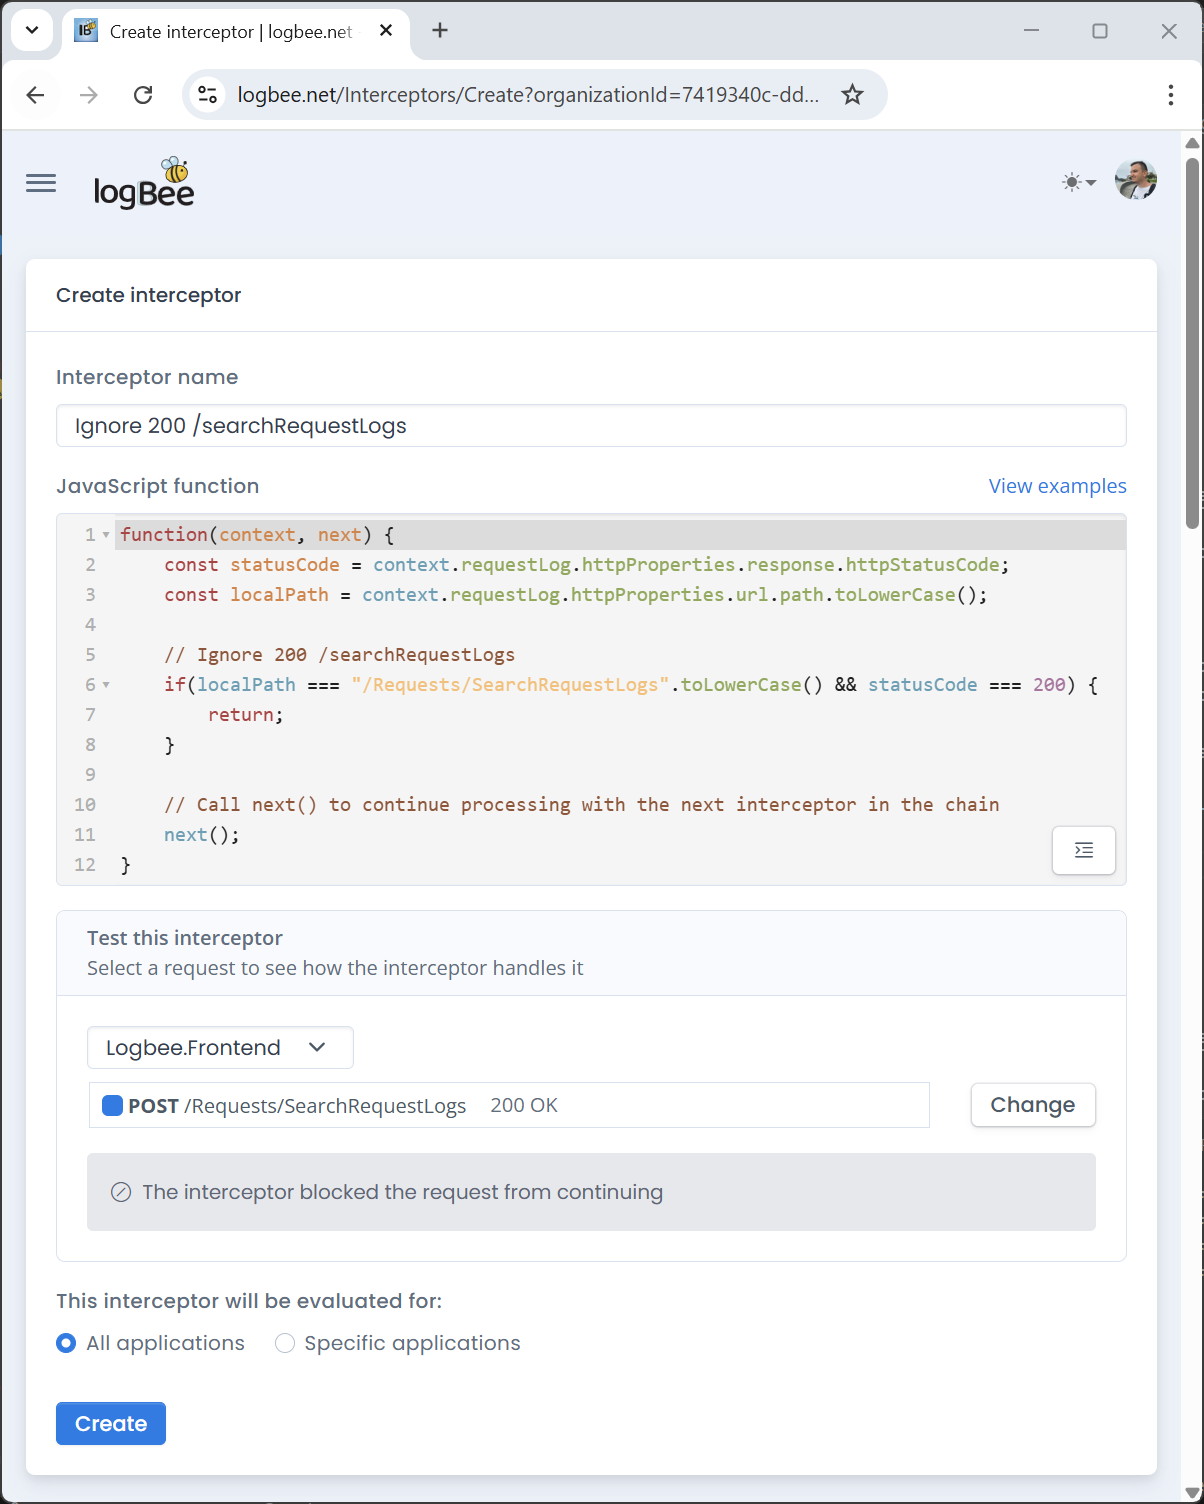 Create interceptor | logbee.net
logbee.net/Interceptors/Create?organizationId=7419340c-dd...
logBee
Create interceptor
Interceptor name
Ignore 200 /searchRequestLogs
JavaScript function
View examples
1 function(context, next) {
2     const statusCode = context.requestLog.httpProperties.response.httpStatusCode;
3     const localPath = context.requestLog.httpProperties.url.path.toLowerCase();
4
5     // Ignore 200 /searchRequestLogs
6     if(localPath === "/Requests/SearchRequestLogs".toLowerCase() && statusCode === 200) {
7         return;
8     }
9
10     // Call next() to continue processing with the next interceptor in the chain
11     next();
12 }
Test this interceptor
Select a request to see how the interceptor handles it
Logbee.Frontend
POST /Requests/SearchRequestLogs 200 OK
Change
The interceptor blocked the request from continuing
This interceptor will be evaluated for:
All applications Specific applications
Create